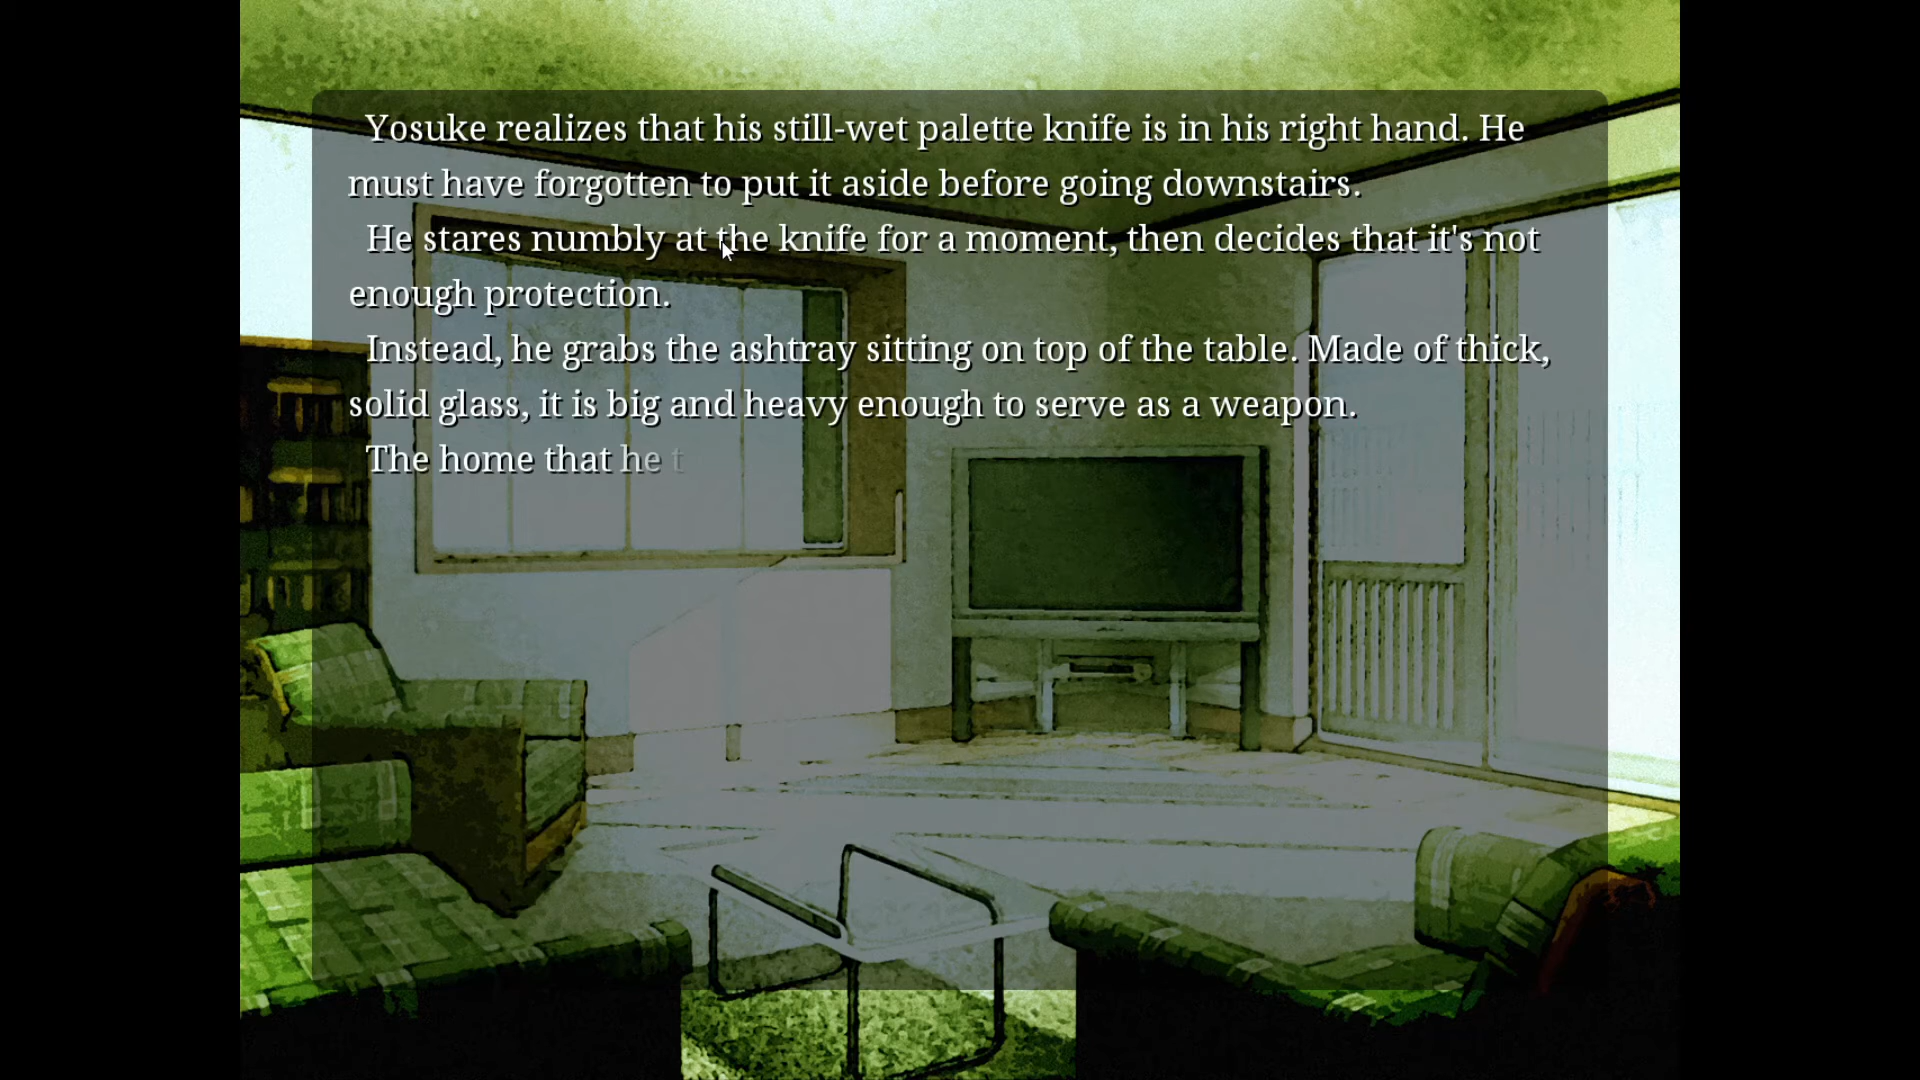 Yosuke realizes that his still-wet palette knife is in his right hand. He
must have forgotten to put it aside before going downstairs.
He stares numbly at the knife for a moment, then decides that it's not
enough protection.
Instead, he grabs the ashtray sitting on top of the table. Made of thick,
solid glass, it is big and heavy enough to serve as a weapon.
The home that he t